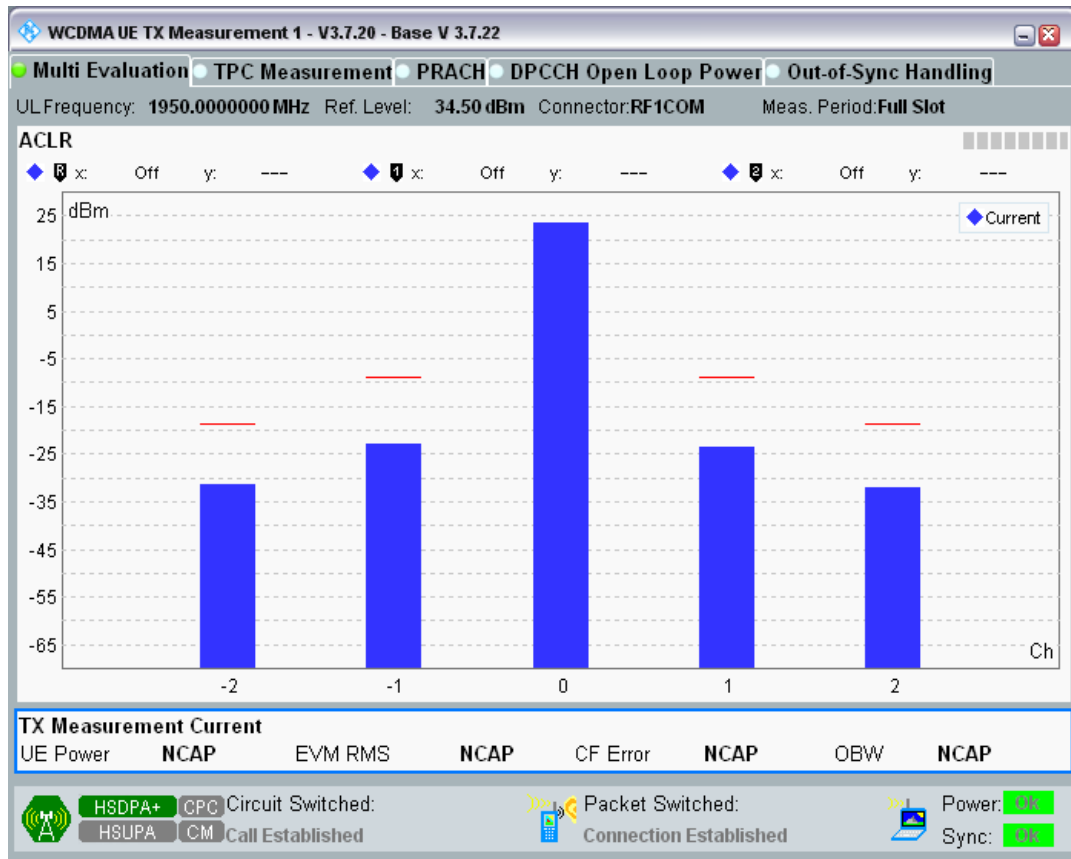 WCDMA UE TX Measurement 1 - V3.7.20 - Base V 3.7.22
Multi Evaluation TPC Measurement PRACH DPCCH Open Loop Power Out-of-Sync Handling
UL Frequency: 1950.0000000 MHz Ref. Level: 34.50 dBm Connector:RF1COM Meas. Period:Full Slot
ACLR
R x: Off y: --- 1 x: Off y: --- 2 x: Off y: ---
25 dBm Current
15
5
-5
-15
-25
-35
-45
-55
-65 Ch
-2 -1 0 1 2
TX Measurement Current
UE Power NCAP EVM RMS NCAP CF Error NCAP OBW NCAP
HSDPA+ CPC Circuit Switched: Packet Switched: Power: Ok
HSUPA CM Call Established Connection Established Sync: Ok